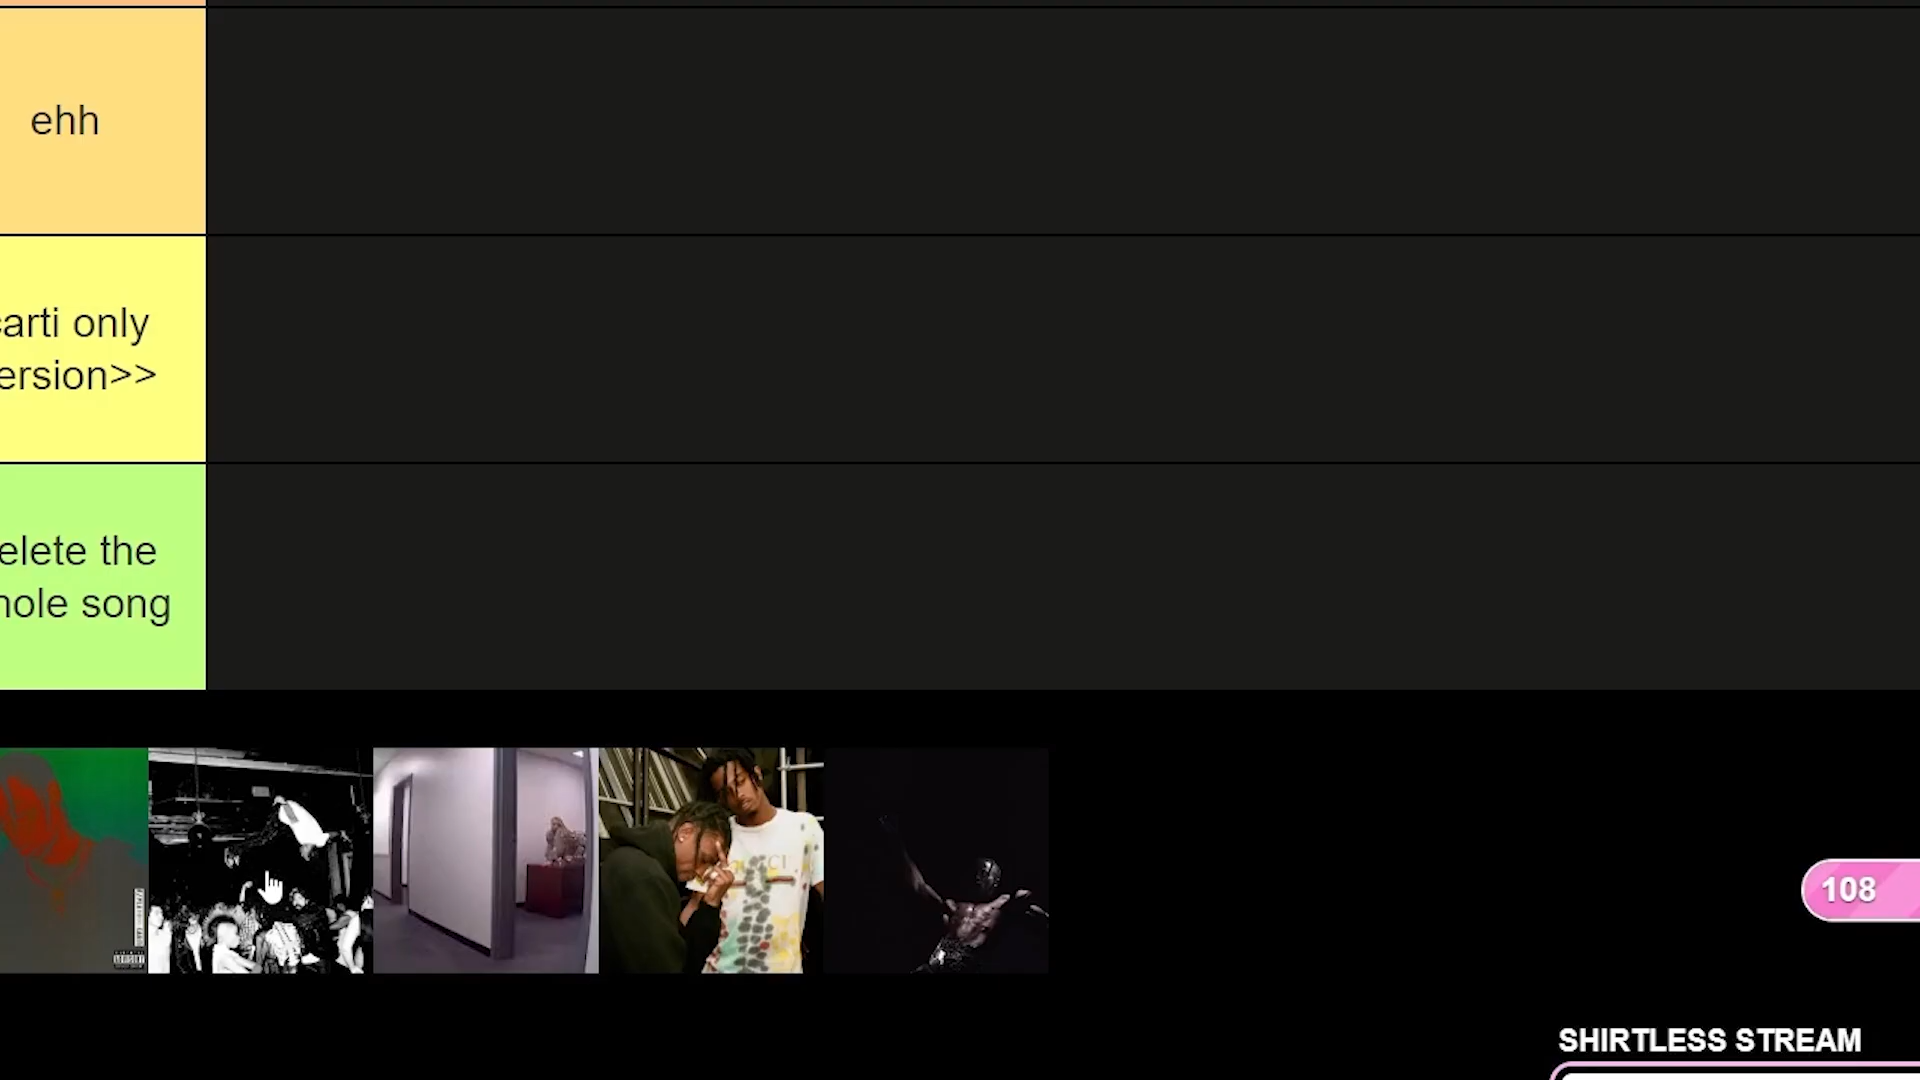 ehh
arti only
ersion>>
elete the
hole song
108
SHIRTLESS STREAM